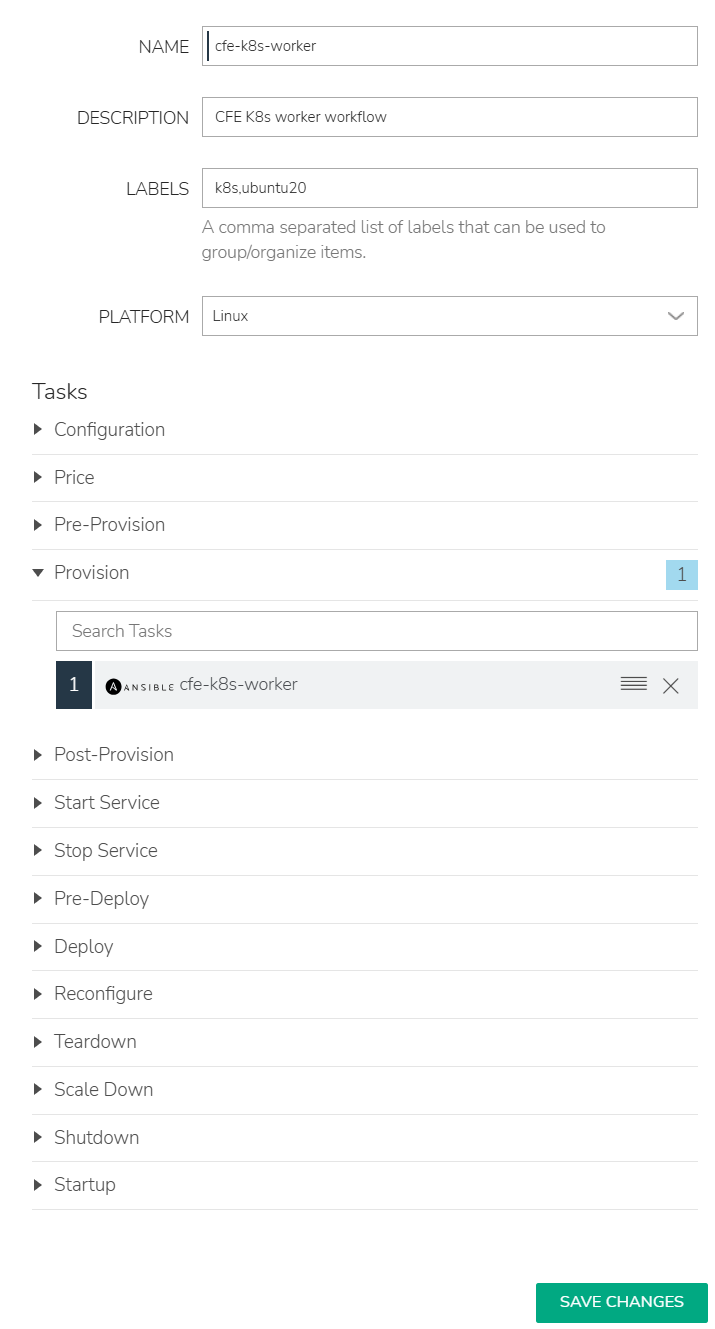 NAME cfe-k8s-worker
DESCRIPTION CFE K8s worker workflow
LABELS k8s,ubuntu20
A comma separated list of labels that can be used to
group/organize items.
PLATFORM Linux
Tasks
Configuration
Price
Pre-Provision
Provision 1
Search Tasks
1 A ANSIBLE cfe-k8s-worker
Post-Provision
Start Service
Stop Service
Pre-Deploy
Deploy
Reconfigure
Teardown
Scale Down
Shutdown
Startup
SAVE CHANGES